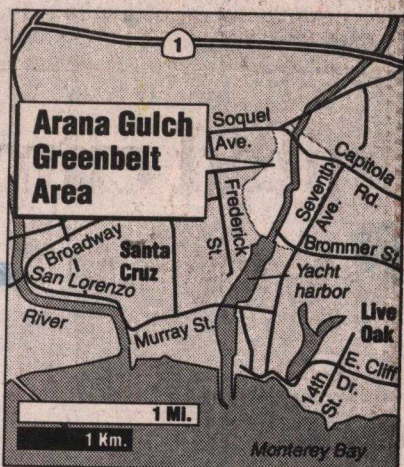 1
Arana Gulch
Greenbelt
Area
Soquel
Ave.
Capitola
Rd.
Frederick
St.
Seventh
Ave.
Brommer St.
Broadway
Santa
Cruz
San Lorenzo
River
Yacht
harbor
Murray St.
Live
Oak
E. Cliff
Dr.
14th
St.
1 Mi.
1 Km.
Monterey Bay